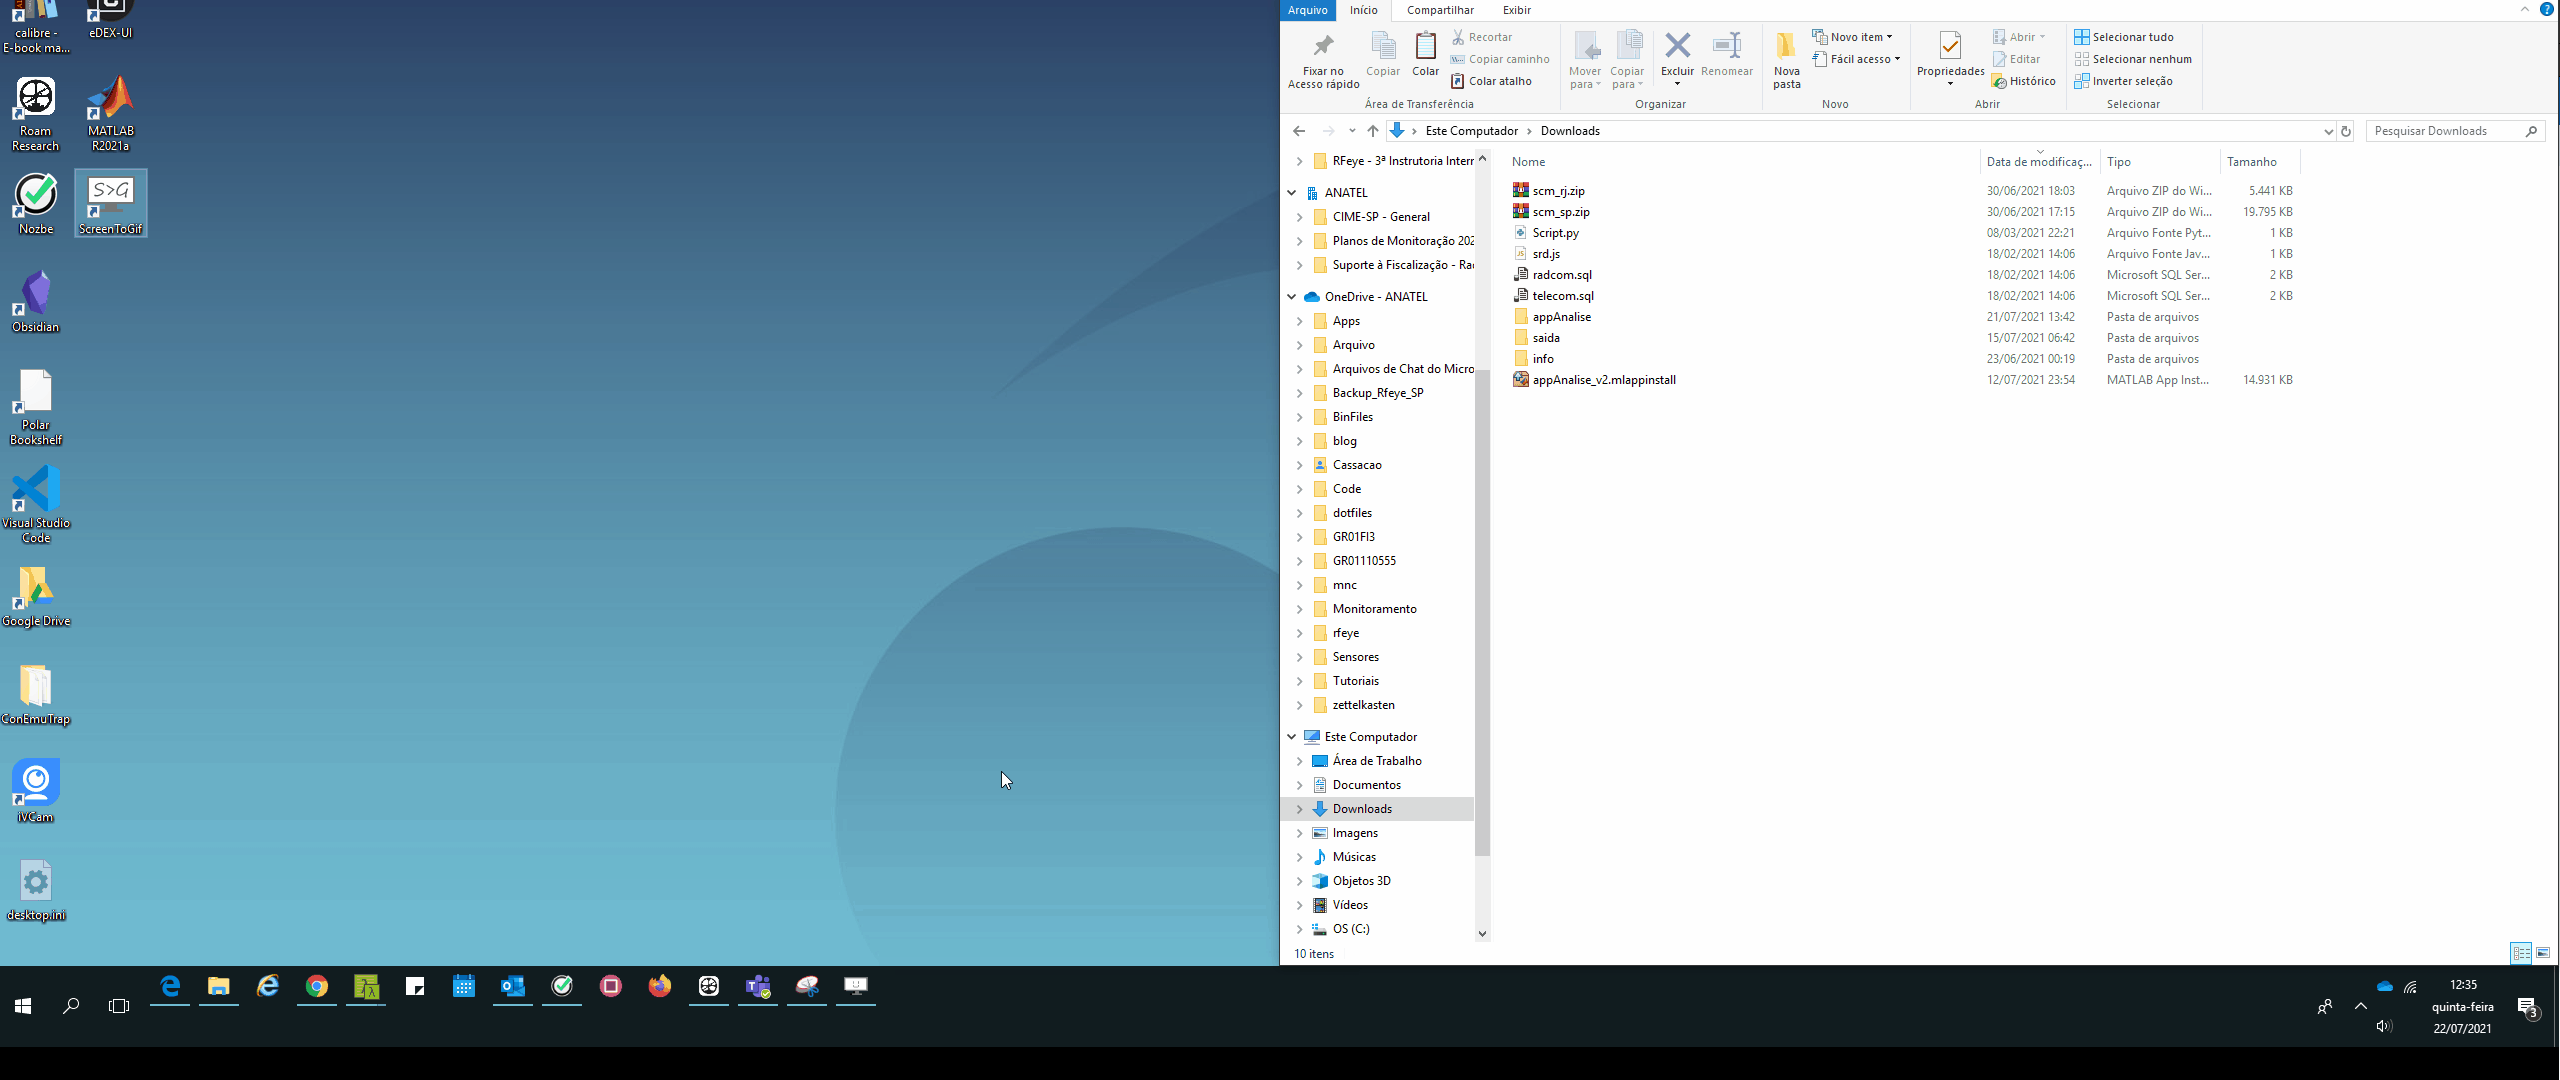 calibre -
E-book ma...
eDEX-UI
Roam
Research
MATLAB
R2021a
Nozbe
S>G
ScreenToGif
Obsidian
Polar
Bookshelf
Visual Studio
Code
Google Drive
ConEmuTrap
iVCam
desktop.ini
Arquivo
Início
Compartilhar
Exibir
Fixar no
Acesso rápido
Copiar
Colar
Recortar
Copiar caminho
Colar atalho
Área de Transferência
Mover
para
Copiar
para
Excluir
Renomear
Organizar
Nova
pasta
Novo item
Fácil acesso
Novo
Propriedades
Abrir
Editar
Histórico
Abrir
Selecionar tudo
Selecionar nenhum
Inverter seleção
Selecionar
Este Computador
Downloads
Pesquisar Downloads
RFeye - 3ª Instrutoria Interr
ANATEL
CIME-SP - General
Planos de Monitoração 202
Suporte à Fiscalização - Ra
OneDrive - ANATEL
Apps
Arquivo
Arquivos de Chat do Micro
Backup_Rfeye_SP
BinFiles
blog
Cassacao
Code
dotfiles
GR01FI3
GR01110555
mnc
Monitoramento
rfeye
Sensores
Tutoriais
zettelkasten
Este Computador
Área de Trabalho
Documentos
Downloads
Imagens
Músicas
Objetos 3D
Vídeos
OS (C:)
Nome Data de modificaç... Tipo Tamanho
scm_rj.zip 30/06/2021 18:03 Arquivo ZIP do Wi... 5.441 KB
scm_sp.zip 30/06/2021 17:15 Arquivo ZIP do Wi... 19.795 KB
Script.py 08/03/2021 22:21 Arquivo Fonte Pyt... 1 KB
srd.js 18/02/2021 14:06 Arquivo Fonte Jav... 1 KB
radcom.sql 18/02/2021 14:06 Microsoft SQL Ser... 2 KB
telecom.sql 18/02/2021 14:06 Microsoft SQL Ser... 2 KB
appAnalise 21/07/2021 13:42 Pasta de arquivos
saida 15/07/2021 06:42 Pasta de arquivos
info 23/06/2021 00:19 Pasta de arquivos
appAnalise_v2.mlappinstall 12/07/2021 23:54 MATLAB App Inst... 14.931 KB
10 itens
12:35
quinta-feira
22/07/2021
3